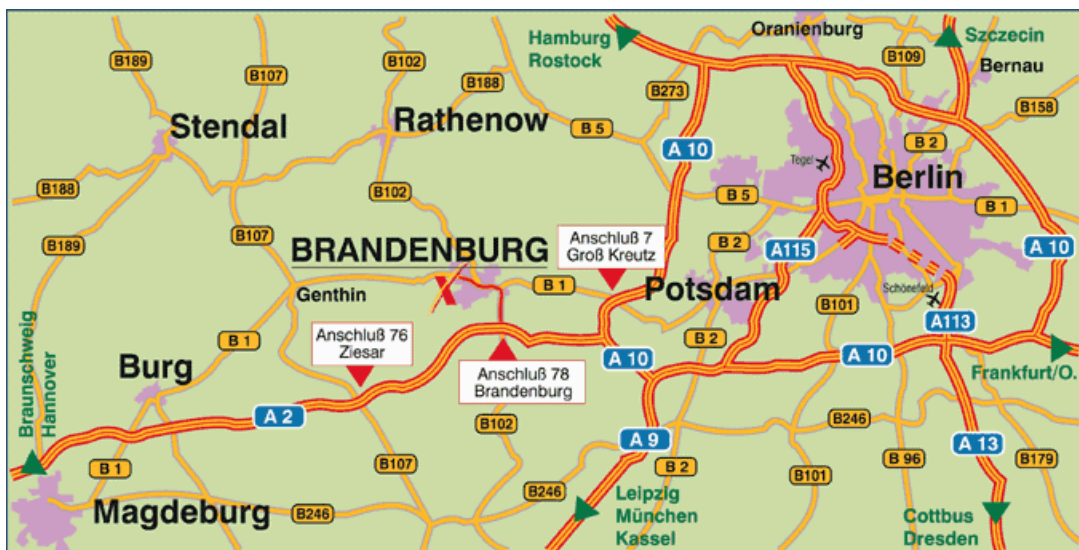 Hamburg
Rostock
Oranienburg
Szczecin
Bernau
B189
B107
B102
B188
B273
B109
B158
Stendal
Rathenow
B 5
A 10
Tegel
B 2
Berlin
B188
B102
B 5
B 1
B189
B107
BRANDENBURG
Anschluß 7
Groß Kreutz
B 2
A115
A 10
Genthin
B 1
Potsdam
Schönefeld
B101
A113
Braunschweig
Hannover
B 1
Anschluß 76
Ziesar
Anschluß 78
Brandenburg
A 10
B 2
A 10
Frankfurt/O.
Burg
A 2
B102
A 9
B246
A 13
B 1
B107
B246
B 2
B101
B 96
B179
Magdeburg
B246
Leipzig
München
Kassel
Cottbus
Dresden